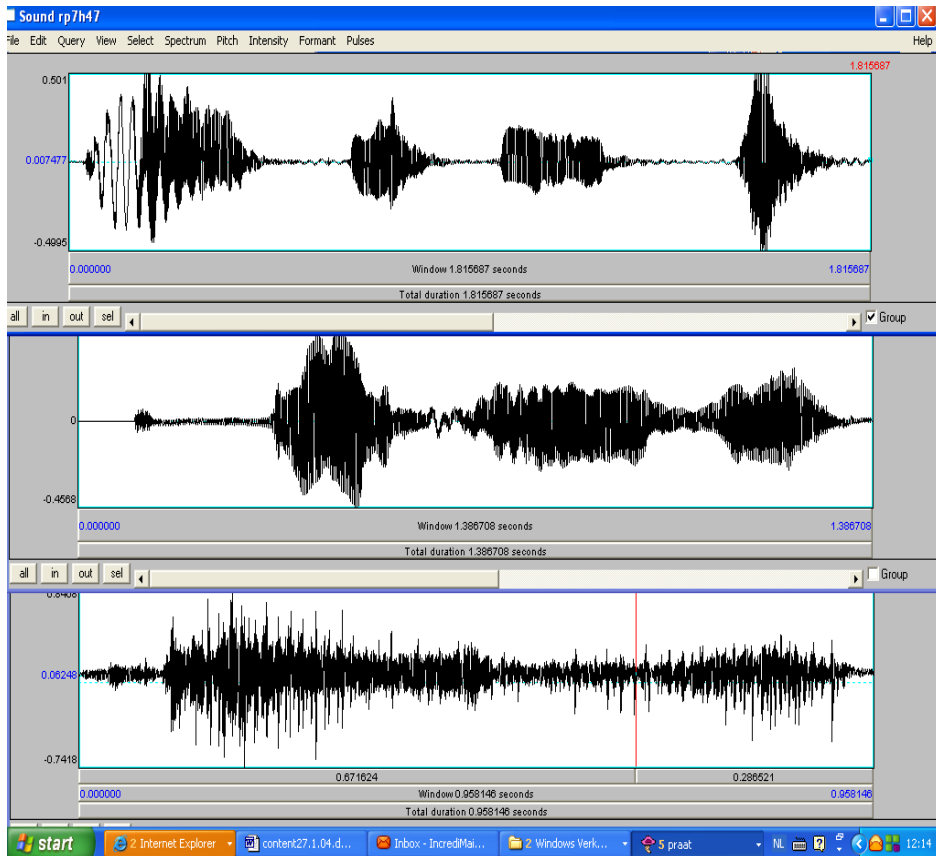 Sound rp7h47
File Edit Query View Select Spectrum Pitch Intensity Formant Pulses Help
1.815687
0.501
0.007477
-0.4995
0.000000 Window 1.815687 seconds 1.815687
Total duration 1.815687 seconds
all in out sel Group
0
-0.4568
0.000000 Window 1.386708 seconds 1.386708
Total duration 1.386708 seconds
all in out sel Group
0.8408
0.06248
-0.7418
0.671624 0.286521
0.000000 Window 0.958146 seconds 0.958146
Total duration 0.958146 seconds
start 2 Internet Explorer content27.1.04.d... Inbox - IncrediMai... 2 Windows Verk... 5 praat NL 12:14